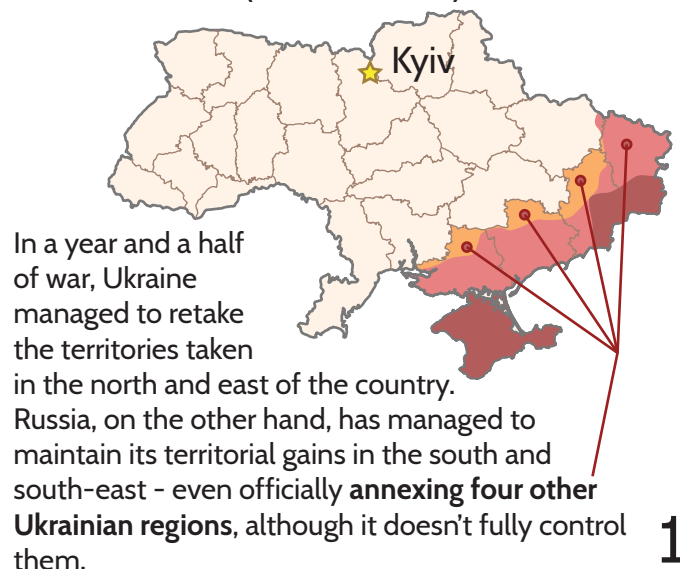 Kyiv
In a year and a half
of war, Ukraine
managed to retake
the territories taken
in the north and east of the country.
Russia, on the other hand, has managed to
maintain its territorial gains in the south and
south-east - even officially annexing four other
Ukrainian regions, although it doesn't fully control
them.
1